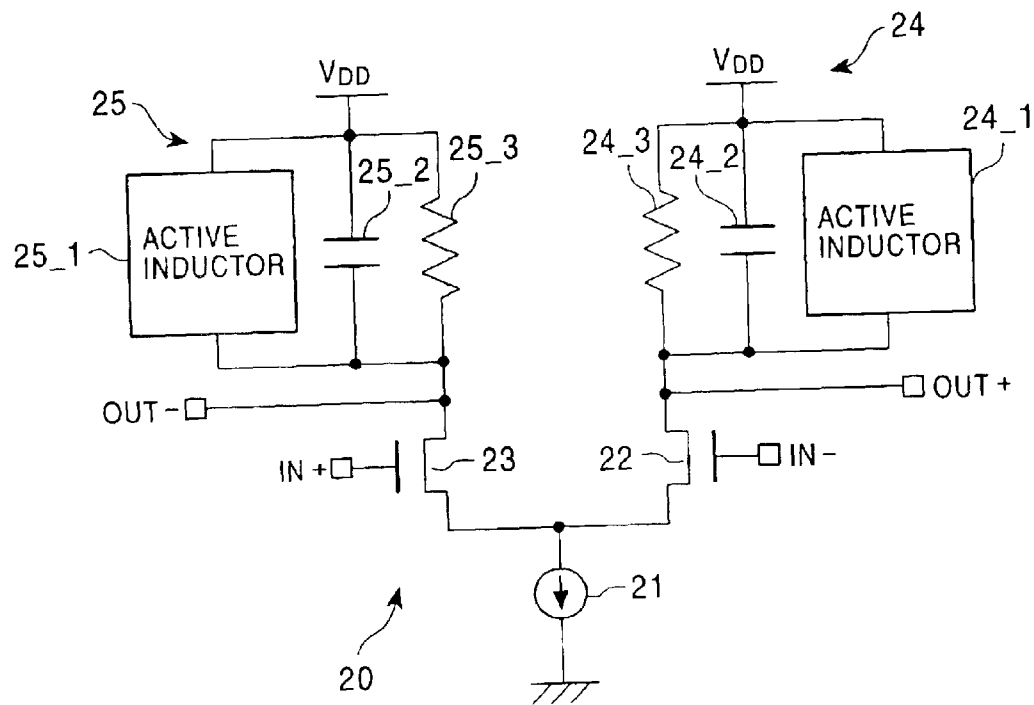 24
VDD
VDD
25
24_1
25_3
24_3
25_2
24_2
ACTIVE
INDUCTOR
ACTIVE
INDUCTOR
25_1
OUT -
OUT +
IN +
23
22
IN -
21
20